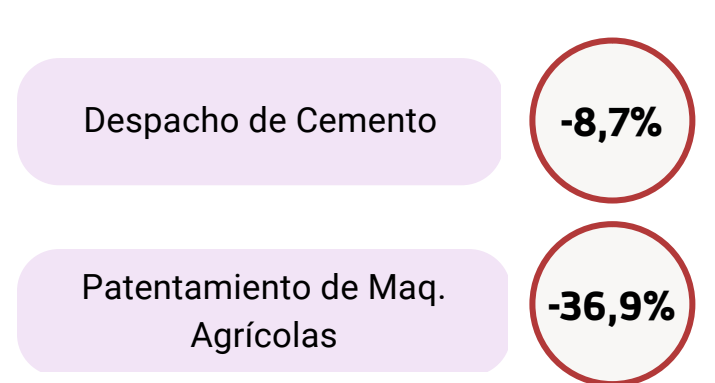 Despacho de Cemento
-8,7%
Patentamiento de Maq.
Agrícolas
-36,9%